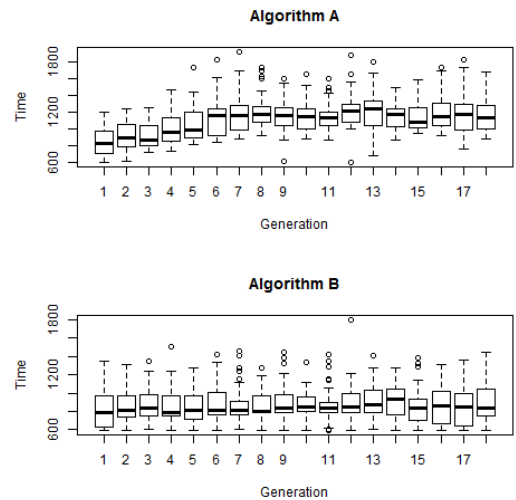 Algorithm A
Time
600 1200 1800
1 2 3 4 5 6 7 8 9 11 13 15 17
Generation
Algorithm B
Time
600 1200 1800
1 2 3 4 5 6 7 8 9 11 13 15 17
Generation